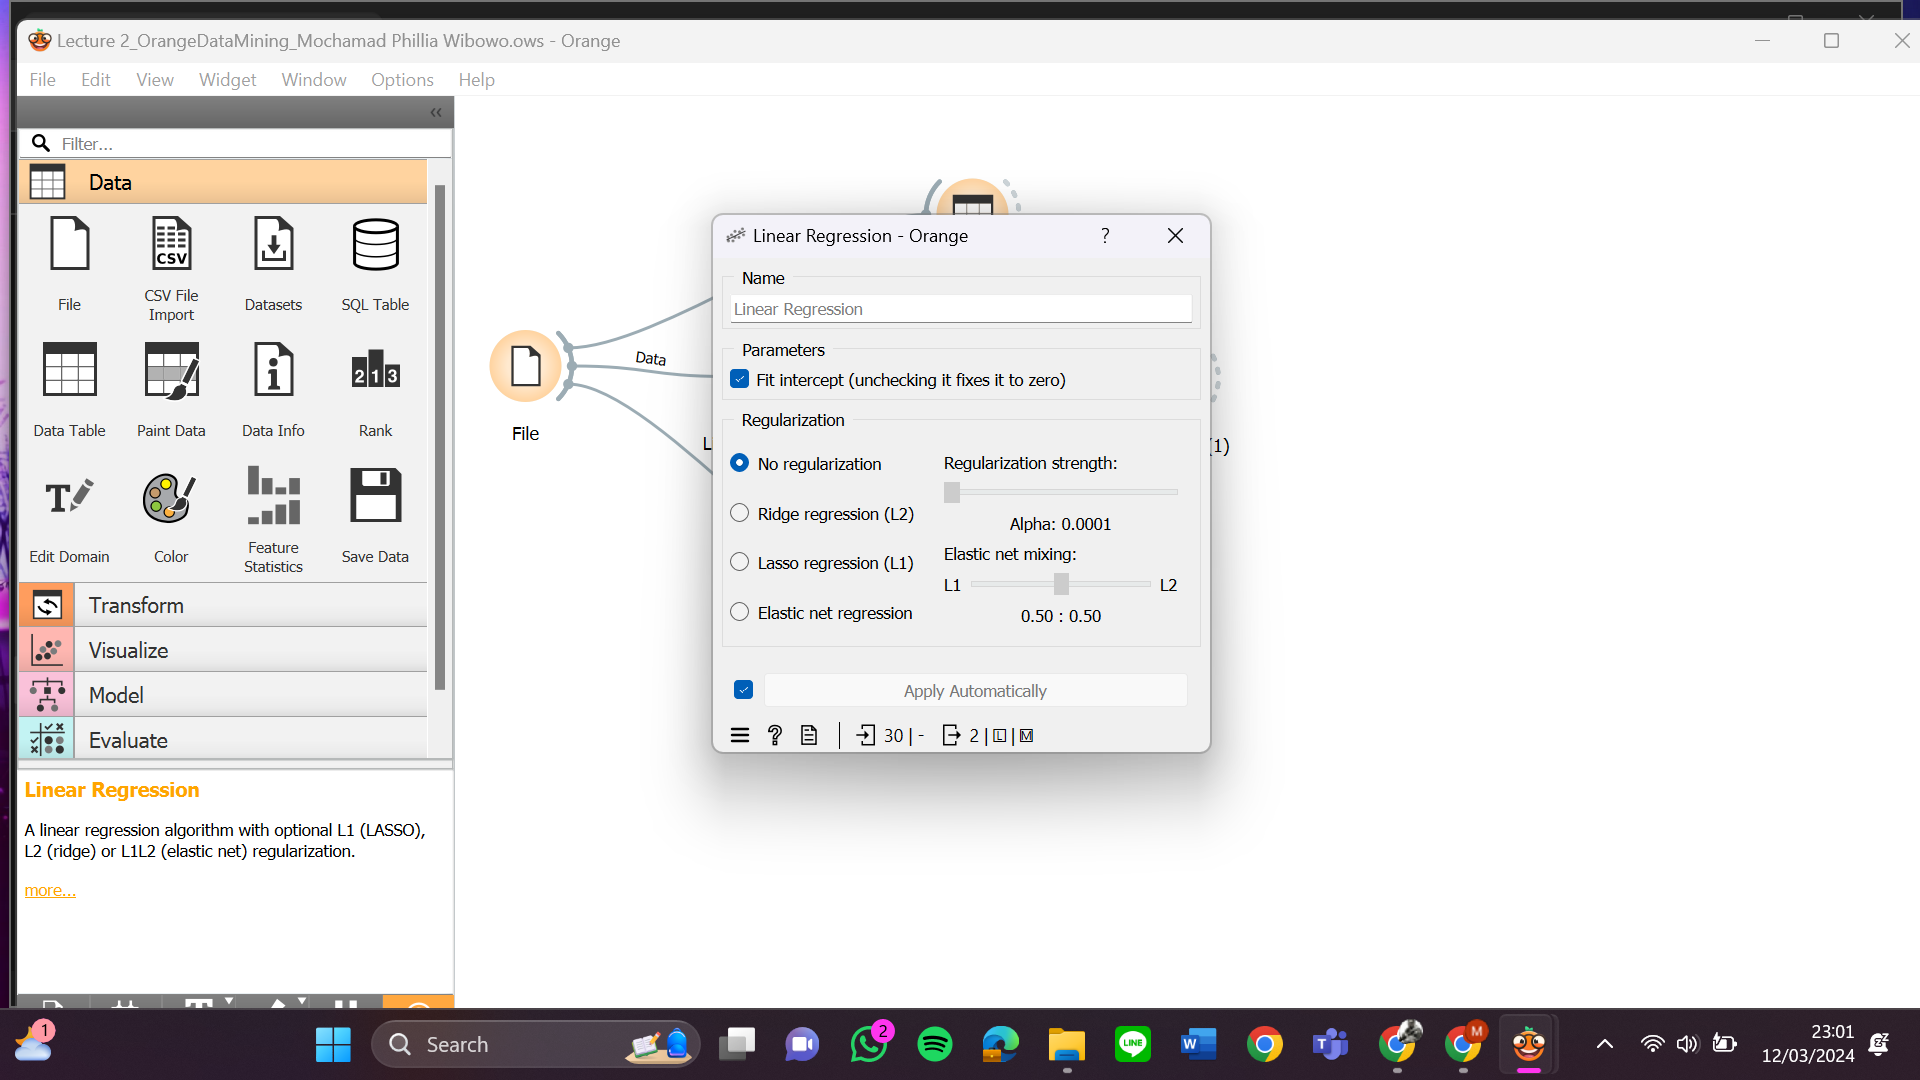 Lecture 2_OrangeDataMining_Mochamad Phillia Wibowo.ows - Orange
File Edit View Widget Window Options Help
Filter...
Data
File
CSV File Import
Datasets
SQL Table
Data Table
Paint Data
Data Info
Rank
Edit Domain
Color
Feature Statistics
Save Data
Transform
Visualize
Model
Evaluate
Linear Regression
A linear regression algorithm with optional L1 (LASSO),
L2 (ridge) or L1L2 (elastic net) regularization.
more...
File
Data
L
(1)
Linear Regression - Orange
?
Name
Linear Regression
Parameters
Fit intercept (unchecking it fixes it to zero)
Regularization
No regularization
Ridge regression (L2)
Lasso regression (L1)
Elastic net regression
Regularization strength:
Alpha: 0.0001
Elastic net mixing:
L1
L2
0.50 : 0.50
Apply Automatically
30 | -
2 | L | M
1
Search
2
M
23:01
12/03/2024